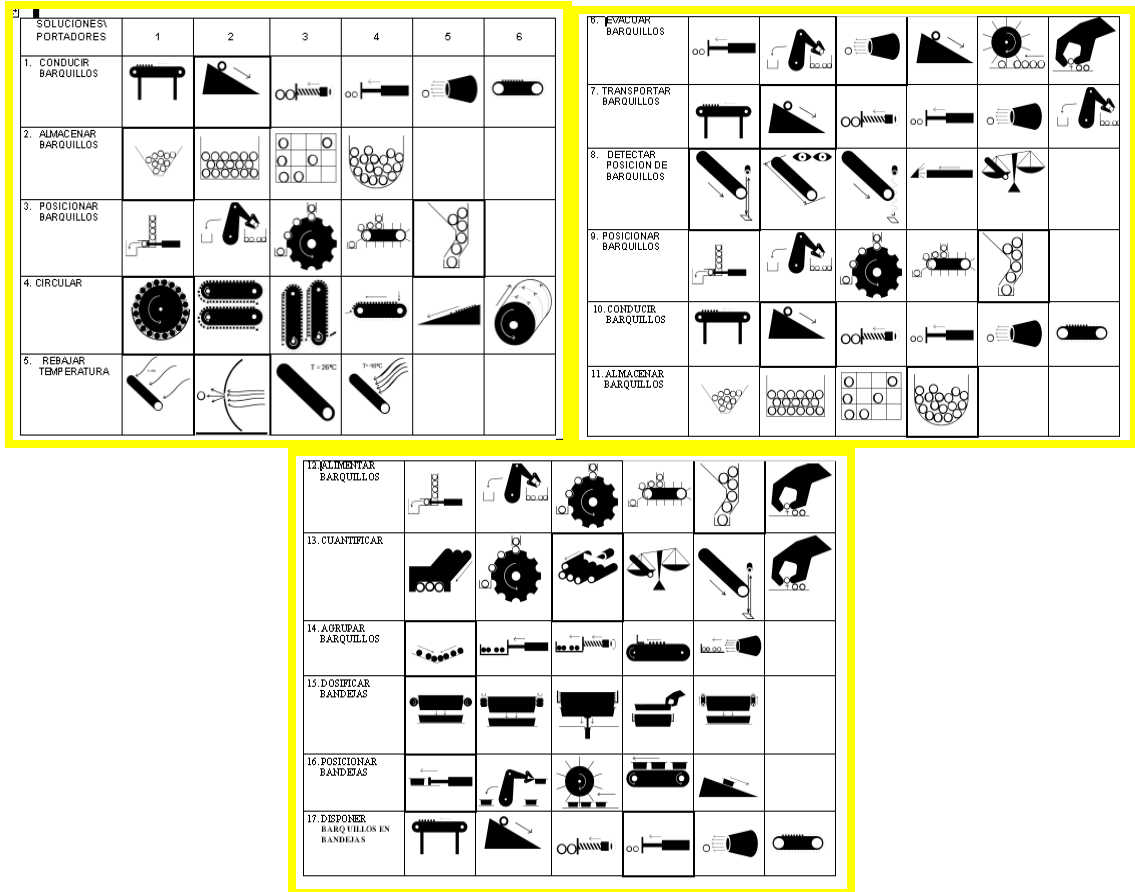 SOLUCIONES\
PORTADORES
1
2
3
4
5
6
1. CONDUCIR
BARQUILLOS
2. ALMACENAR
BARQUILLOS
3. POSICIONAR
BARQUILLOS
4. CIRCULAR
5. REBAJAR
TEMPERATURA
T = 26ºC
6. EVACUAR
BARQUILLOS
7. TRANSPORTAR
BARQUILLOS
8. DETECTAR
POSICION DE
BARQUILLOS
9. POSICIONAR
BARQUILLOS
10. CONDUCIR
BARQUILLOS
11. ALMACENAR
BARQUILLOS
12. ALIMENTAR
BARQUILLOS
13. CUANTIFICAR
14. AGRUPAR
BARQUILLOS
15. DOSIFICAR
BANDEJAS
16. POSICIONAR
BANDEJAS
17. DISPONER
BARQUILLOS EN
BANDEJAS